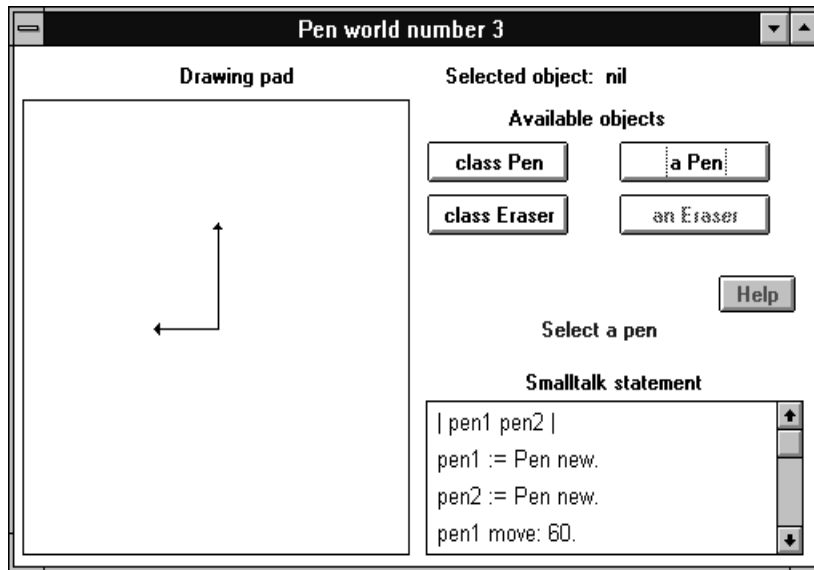 Pen world number 3
Drawing pad
Selected object: nil
Available objects
class Pen
a Pen
class Eraser
an Eraser
Help
Select a pen
Smalltalk statement
| pen1 pen2 |
pen1 := Pen new.
pen2 := Pen new.
pen1 move: 60.